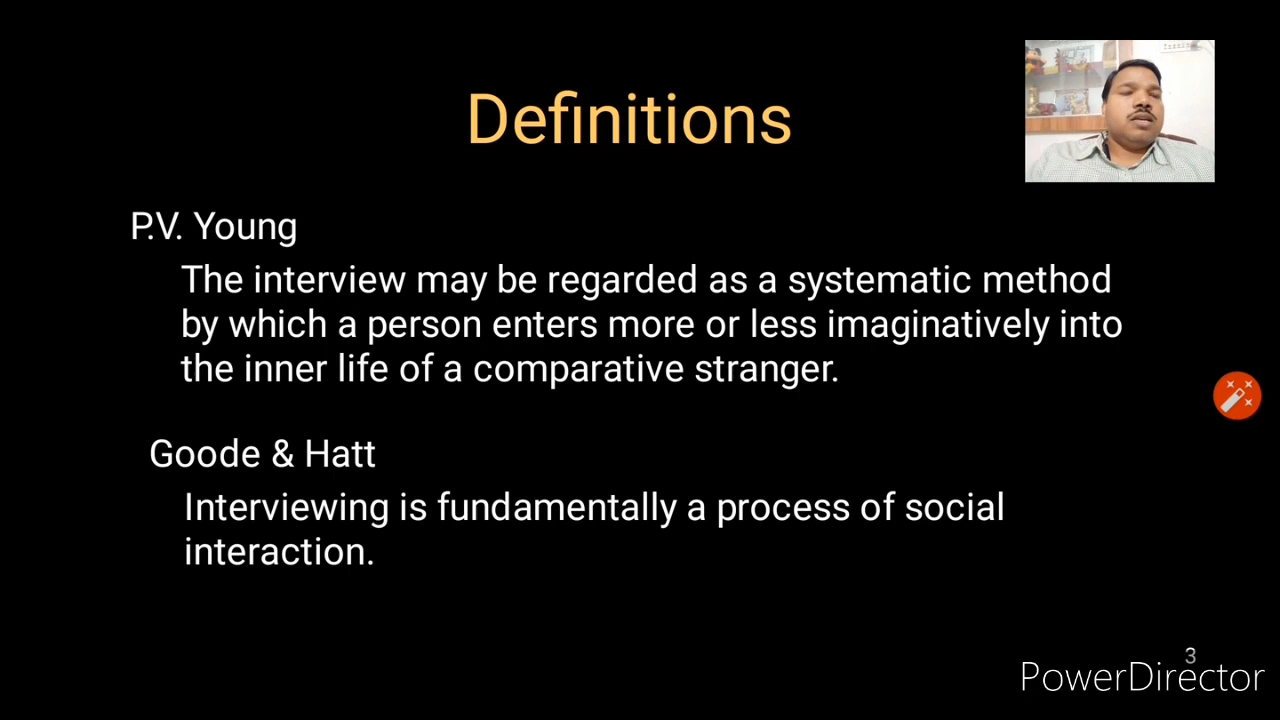 Definitions
P.V. Young
The interview may be regarded as a systematic method
by which a person enters more or less imaginatively into
the inner life of a comparative stranger.
Goode & Hatt
Interviewing is fundamentally a process of social
interaction.
3
PowerDirector